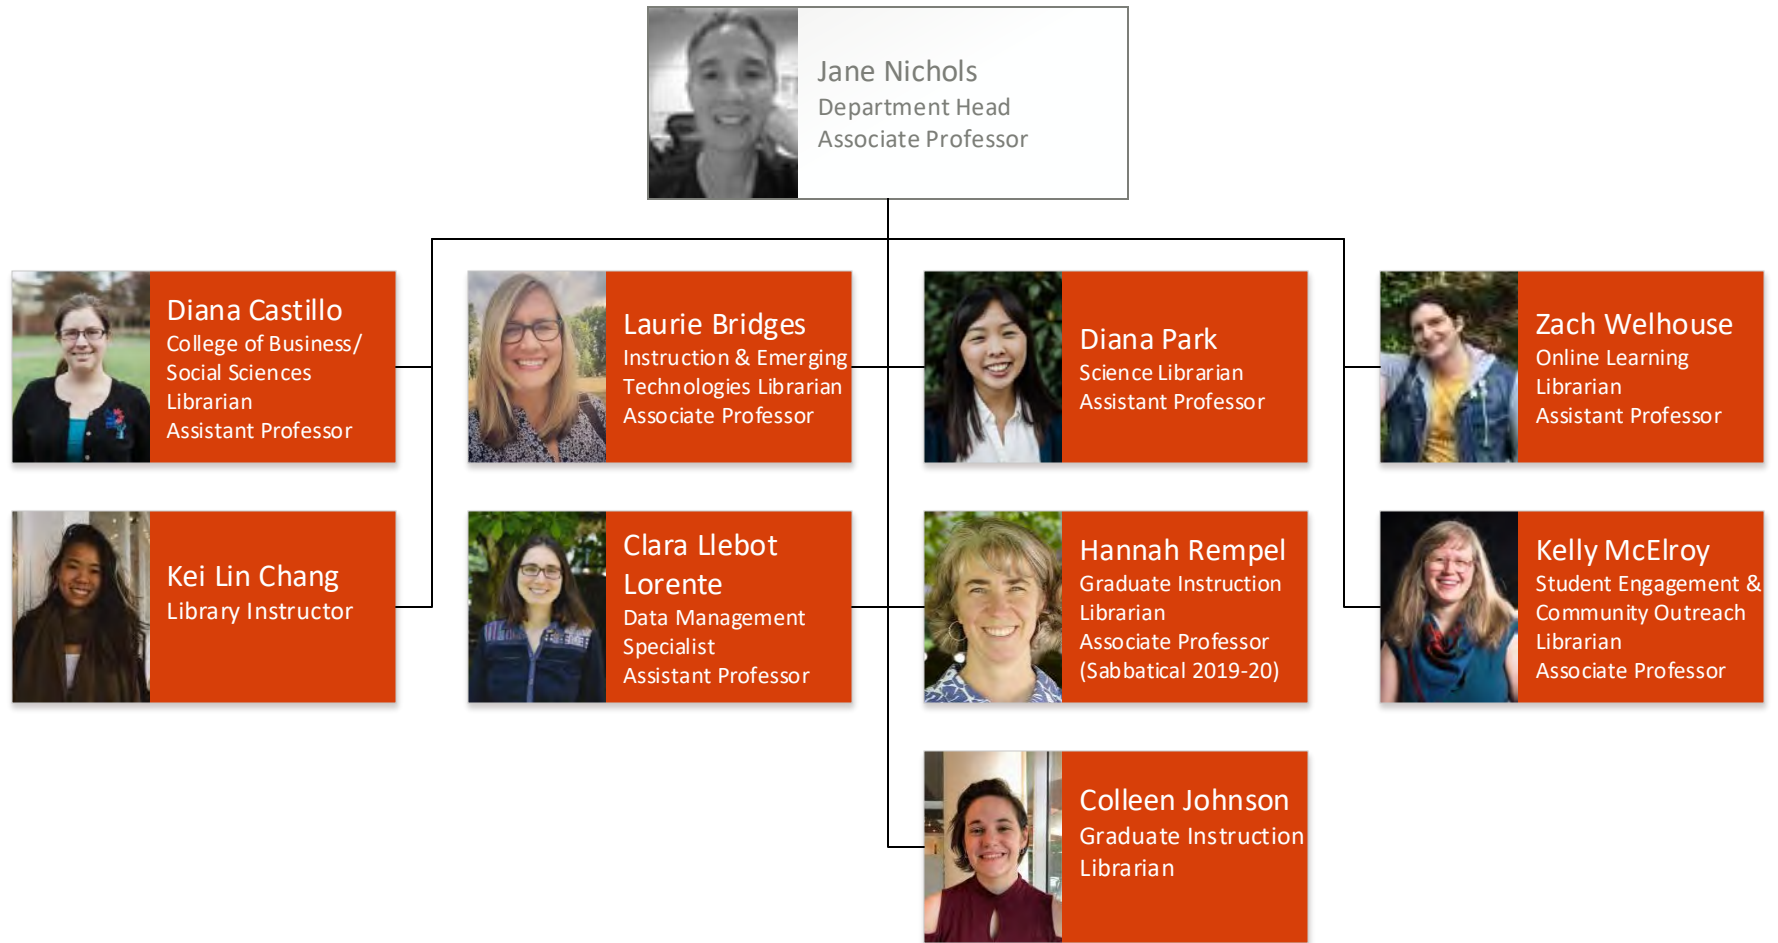 Jane Nichols
Department Head
Associate Professor
Diana Castillo
College of Business/
Social Sciences
Librarian
Assistant Professor
Laurie Bridges
Instruction & Emerging
Technologies Librarian
Associate Professor
Diana Park
Science Librarian
Assistant Professor
Zach Welhouse
Online Learning
Librarian
Assistant Professor
Kei Lin Chang
Library Instructor
Clara Llebot
Lorente
Data Management
Specialist
Assistant Professor
Hannah Rempel
Graduate Instruction
Librarian
Associate Professor
(Sabbatical 2019-20)
Kelly McElroy
Student Engagement &
Community Outreach
Librarian
Associate Professor
Colleen Johnson
Graduate Instruction
Librarian